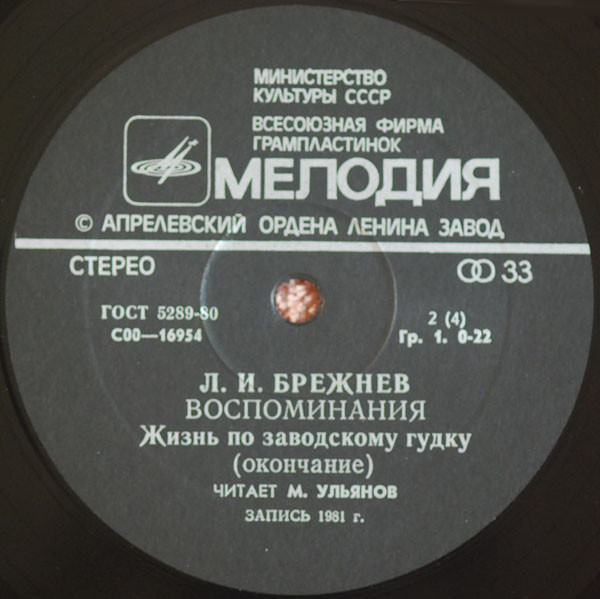 МИНИСТЕРСТВО
КУЛЬТУРЫ СССР
ВСЕСОЮЗНАЯ ФИРМА
ГРАМПЛАСТИНОК
МЕЛОДИЯ
© АПРЕЛЕВСКИЙ ОРДЕНА ЛЕНИНА ЗАВОД
СТЕРЕО
33
ГОСТ 5289-80
С00—16954
2 (4)
Гр. 1. 0-22
Л. И. БРЕЖНЕВ
ВОСПОМИНАНИЯ
Жизнь по заводскому гудку
(окончание)
ЧИТАЕТ М. УЛЬЯНОВ
ЗАПИСЬ 1981 г.